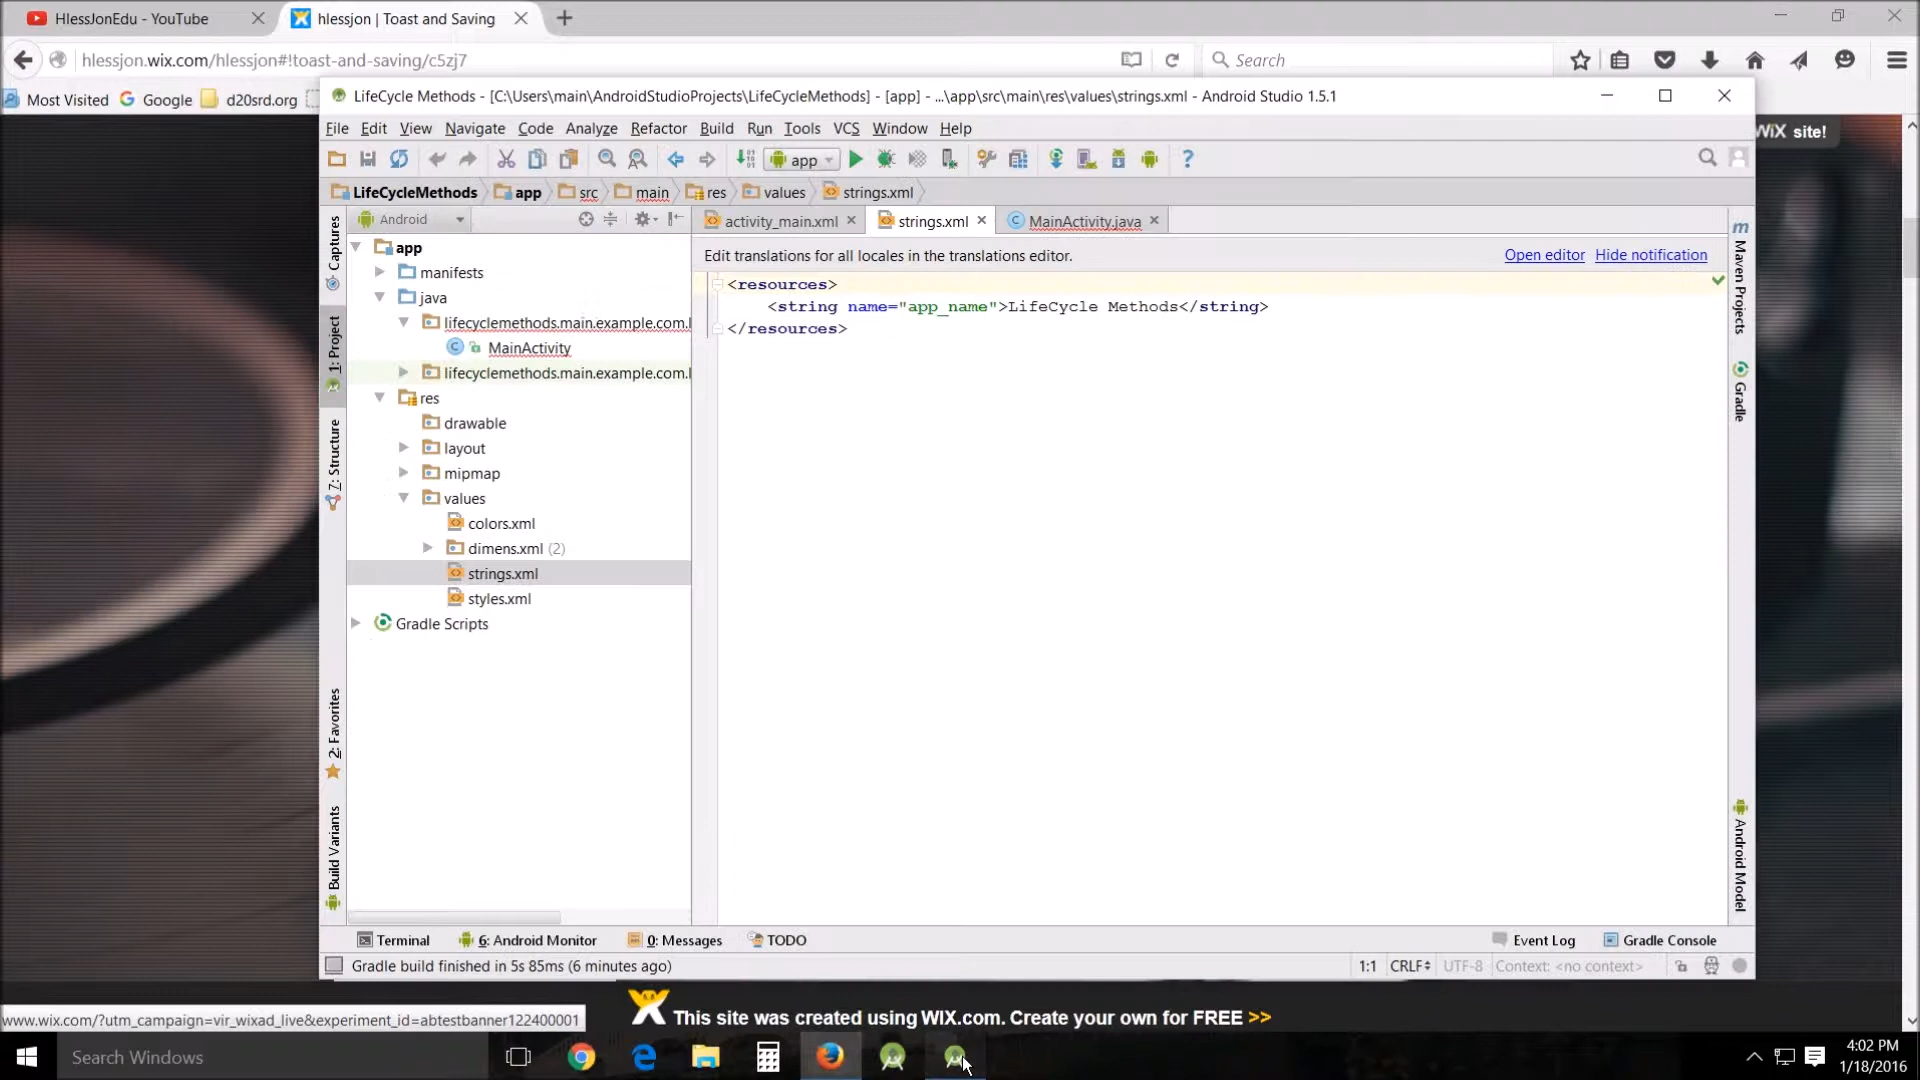 HlessJonEdu - YouTube
hlessjon | Toast and Saving
hlessjon.wix.com/hlessjon#!toast-and-saving/c5zj7
Search
Most Visited
Google
d20srd.org
WiX site!
LifeCycle Methods - [C:\Users\main\AndroidStudioProjects\LifeCycleMethods] - [app] - ...\app\src\main\res\values\strings.xml - Android Studio 1.5.1
File Edit View Navigate Code Analyze Refactor Build Run Tools VCS Window Help
app
LifeCycleMethods app src main res values strings.xml
Android
activity_main.xml
strings.xml
MainActivity.java
Edit translations for all locales in the translations editor.
Open editor
Hide notification
<resources>
<string name="app_name">LifeCycle Methods</string>
</resources>
app
manifests
java
lifecyclemethods.main.example.com.l
MainActivity
lifecyclemethods.main.example.com.l
res
drawable
layout
mipmap
values
colors.xml
dimens.xml (2)
strings.xml
styles.xml
Gradle Scripts
Captures
1: Project
7: Structure
2: Favorites
Build Variants
m Maven Projects
Gradle
Android Model
Terminal
6: Android Monitor
0: Messages
TODO
Event Log
Gradle Console
Gradle build finished in 5s 85ms (6 minutes ago)
1:1
CRLF
UTF-8
Context: <no context>
www.wix.com/?utm_campaign=vir_wixad_live&experiment_id=abtestbanner122400001
This site was created using WIX.com. Create your own for FREE >>
Search Windows
4:02 PM
1/18/2016